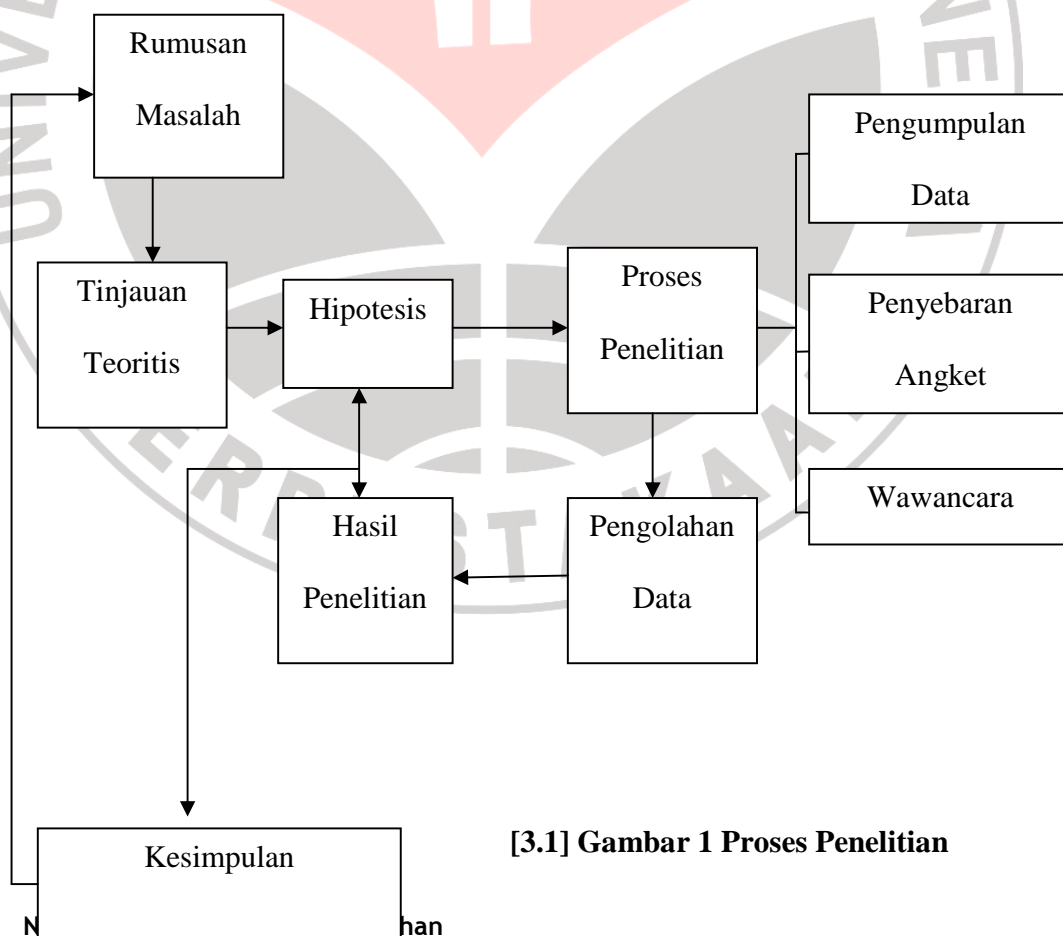 Rumusan
Masalah
Pengumpulan
Data
Tinjauan
Teoritis
Hipotesis
Proses
Penelitian
Penyebaran
Angket
Wawancara
Hasil
Penelitian
Pengolahan
Data
Kesimpulan
[3.1] Gambar 1 Proses Penelitian